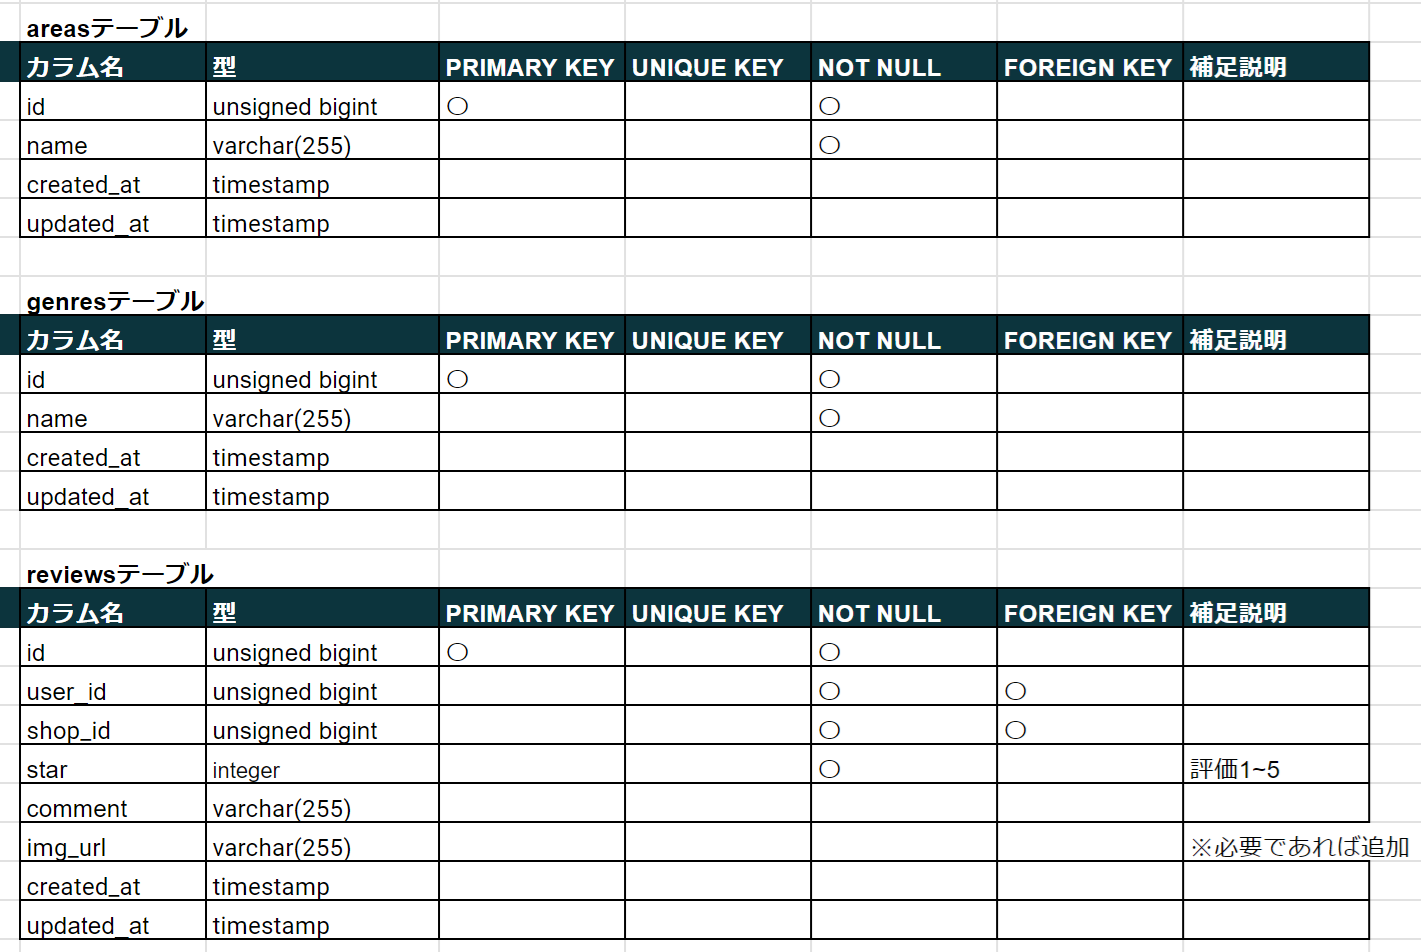 areasテーブル
カラム名 型 PRIMARY KEY UNIQUE KEY NOT NULL FOREIGN KEY 補足説明
id unsigned bigint 〇 〇
name varchar(255) 〇
created_at timestamp
updated_at timestamp
genresテーブル
カラム名 型 PRIMARY KEY UNIQUE KEY NOT NULL FOREIGN KEY 補足説明
id unsigned bigint 〇 〇
name varchar(255) 〇
created_at timestamp
updated_at timestamp
reviewsテーブル
カラム名 型 PRIMARY KEY UNIQUE KEY NOT NULL FOREIGN KEY 補足説明
id unsigned bigint 〇 〇
user_id unsigned bigint 〇 〇
shop_id unsigned bigint 〇 〇
star integer 〇 評価1~5
comment varchar(255)
img_url varchar(255) ※必要であれば追加
created_at timestamp
updated_at timestamp